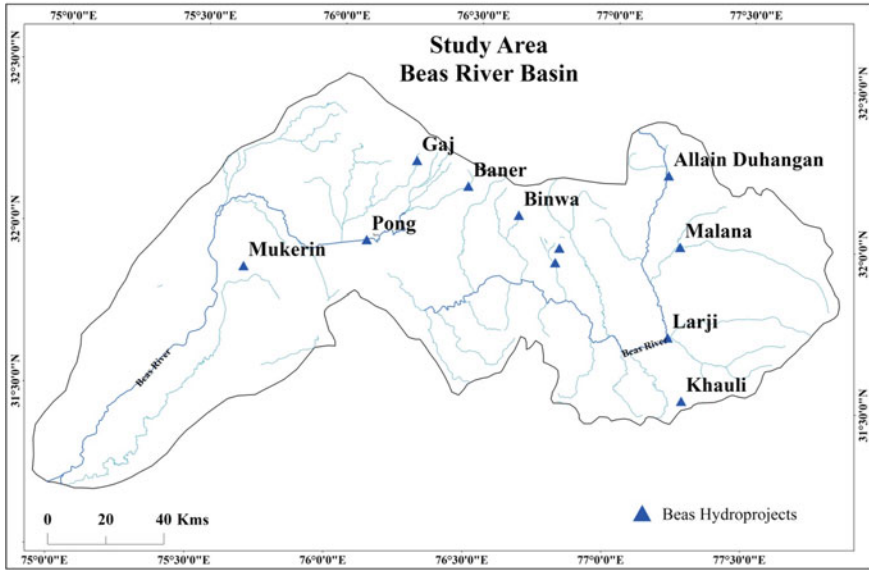 75°0'0"E 75°30'0"E 76°0'0"E 76°30'0"E 77°0'0"E 77°30'0"E
Study Area
Beas River Basin
32°30'0"N
32°30'0"N
Gaj
Allain Duhangan
Baner
Binwa
32°0'0"N
Pong
Malana
32°0'0"N
Mukerin
Larji
Beas River
Beas River
31°30'0"N
Khauli
31°30'0"N
Beas Hydroprojects
0 20 40 Kms
75°0'0"E 75°30'0"E 76°0'0"E 76°30'0"E 77°0'0"E 77°30'0"E